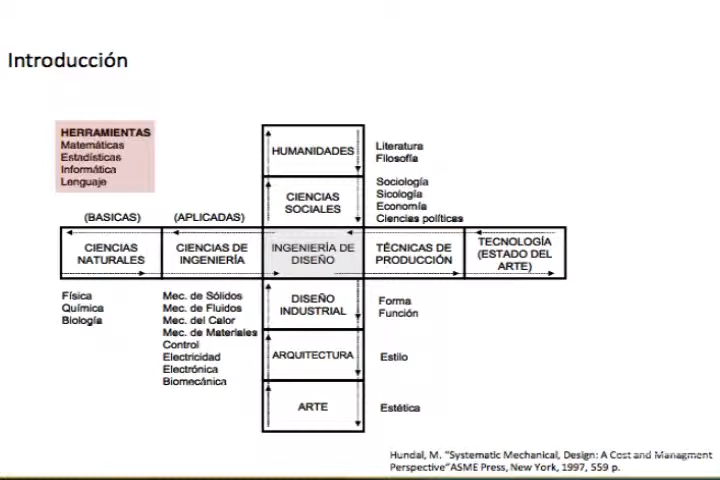 Introducción
HERRAMIENTAS
Matemáticas
Estadísticas
Informática
Lenguaje
HUMANIDADES
Literatura
Filosofía
CIENCIAS
SOCIALES
Sociología
Sicología
Economía
Ciencias políticas
(BASICAS)
(APLICADAS)
CIENCIAS
NATURALES
CIENCIAS DE
INGENIERÍA
INGENIERÍA DE
DISEÑO
TÉCNICAS DE
PRODUCCIÓN
TECNOLOGÍA
(ESTADO DEL
ARTE)
Física
Química
Biología
Mec. de Sólidos
Mec. de Fluidos
Mec. del Calor
Mec. de Materiales
Control
Electricidad
Electrónica
Biomecánica
DISEÑO
INDUSTRIAL
Forma
Función
ARQUITECTURA
Estilo
ARTE
Estética
Hundal, M. "Systematic Mechanical, Design: A Cost and Managment
Perspective"ASME Press, New York, 1997, 559 p.